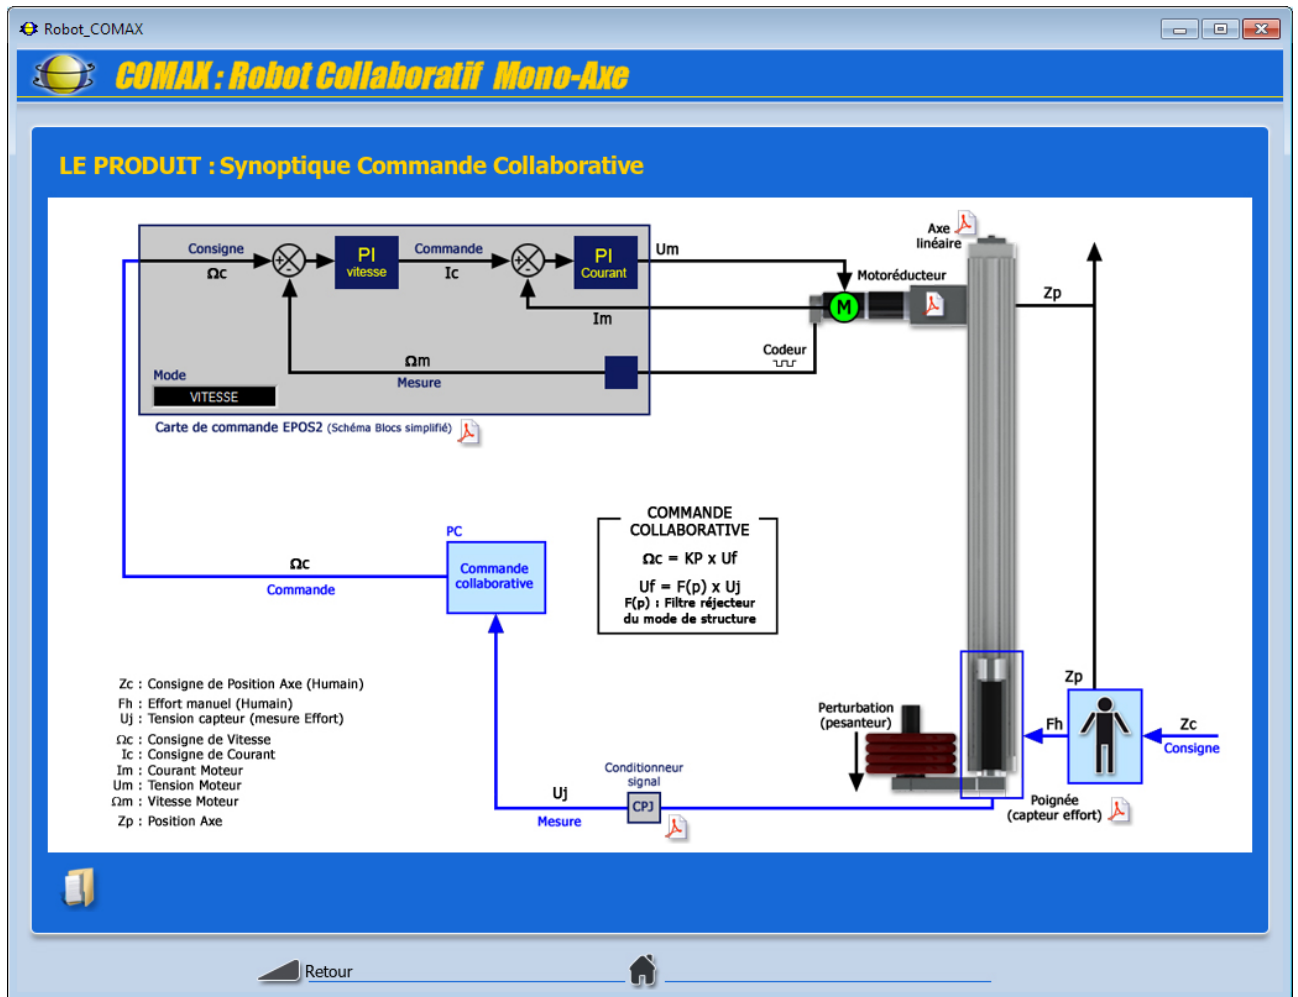 Robot_COMAX
COMAX : Robot Collaboratif Mono-Axe
LE PRODUIT : Synoptique Commande Collaborative
Consigne
Ωc
+
-
PI
vitesse
Commande
Ic
+
-
PI
Courant
Um
Im
Ωm
Mesure
Mode
VITESSE
Carte de commande EPOS2 (Schéma Blocs simplifié)
Axe
linéaire
Motoréducteur
M
Codeur
Zp
PC
Commande
collaborative
Ωc
Commande
COMMANDE
COLLABORATIVE
Ωc = KP x Uf
Uf = F(p) x Uj
F(p) : Filtre réjecteur
du mode de structure
Zc : Consigne de Position Axe (Humain)
Fh : Effort manuel (Humain)
Uj : Tension capteur (mesure Effort)
Ωc : Consigne de Vitesse
Ic : Consigne de Courant
Im : Courant Moteur
Um : Tension Moteur
Ωm : Vitesse Moteur
Zp : Position Axe
Perturbation
(pesanteur)
Zp
Fh
Zc
Consigne
Conditionneur
signal
CPJ
Uj
Mesure
Poignée
(capteur effort)
Retour